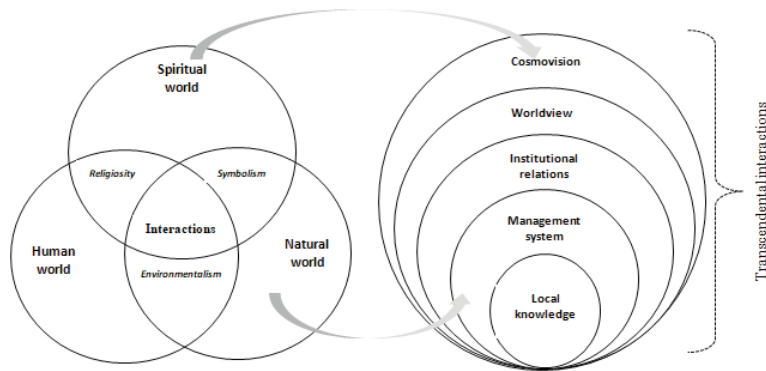 Spiritual
world
Religiosity
Symbolism
Interactions
Human
world
Natural
world
Environmentalism
Cosmovision
Worldview
Institutional
relations
Management
system
Local
knowledge
Transcendental interactions